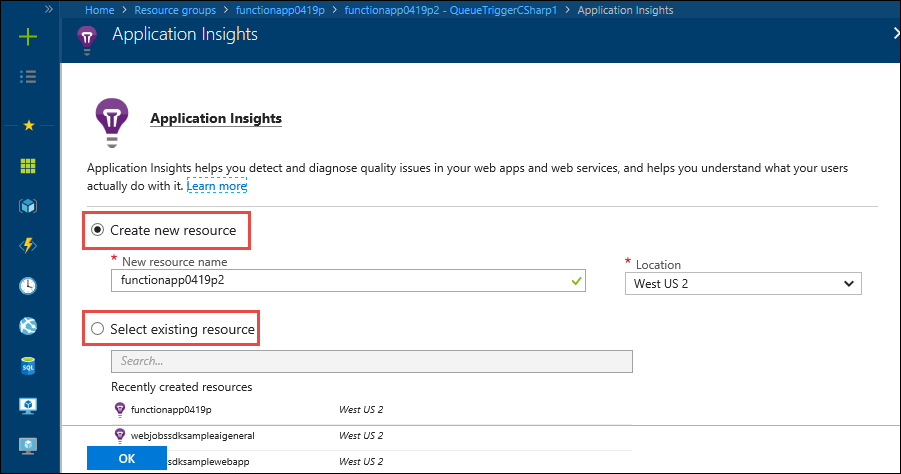 Home > Resource groups > functionapp0419p > functionapp0419p2 - QueueTriggerCSharp1 > Application Insights
Application Insights
Application Insights
Application Insights helps you detect and diagnose quality issues in your web apps and web services, and helps you understand what your users
actually do with it. Learn more
Create new resource
* New resource name
* Location
functionapp0419p2
West US 2
Select existing resource
Search...
Recently created resources
functionapp0419p West US 2
webjobssdksampleaigeneral West US 2
OK
sdksamplewebapp West US 2
SQL